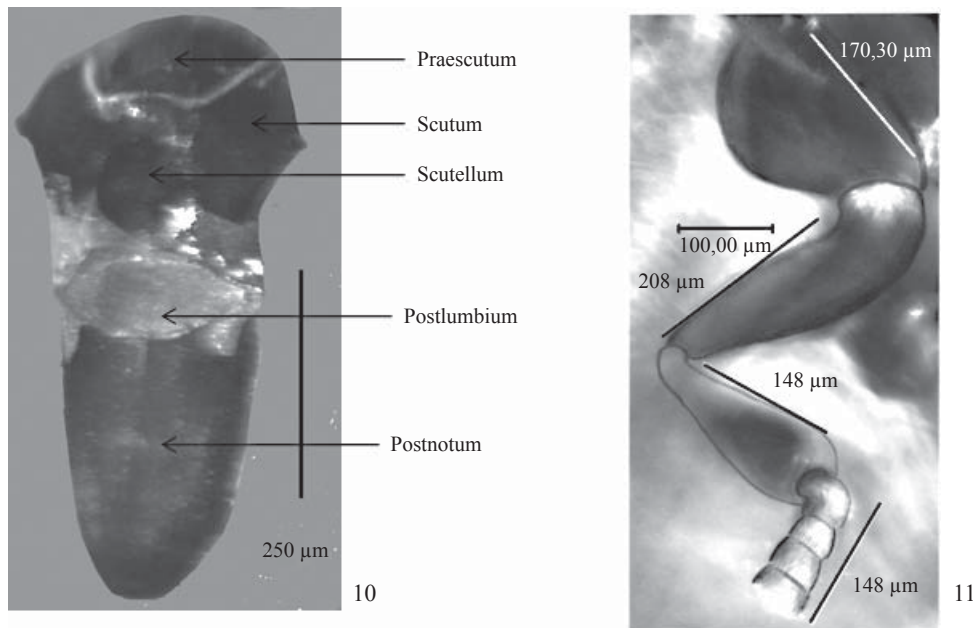 Praescutum
Scutum
Scutellum
Postlumbium
Postnotum
250 µm
10
170,30 µm
100,00 µm
208 µm
148 µm
148 µm
11